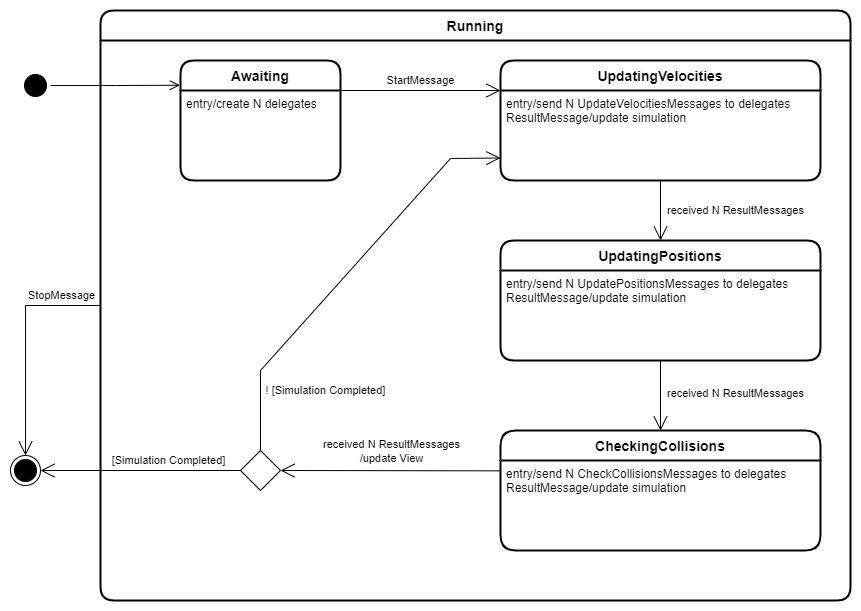 Running
Awaiting
entry/create N delegates
StartMessage
UpdatingVelocities
entry/send N UpdateVelocitiesMessages to delegates
ResultMessage/update simulation
received N ResultMessages
UpdatingPositions
entry/send N UpdatePositionsMessages to delegates
ResultMessage/update simulation
StopMessage
! [Simulation Completed]
received N ResultMessages
CheckingCollisions
entry/send N CheckCollisionsMessages to delegates
ResultMessage/update simulation
received N ResultMessages
/update View
[Simulation Completed]